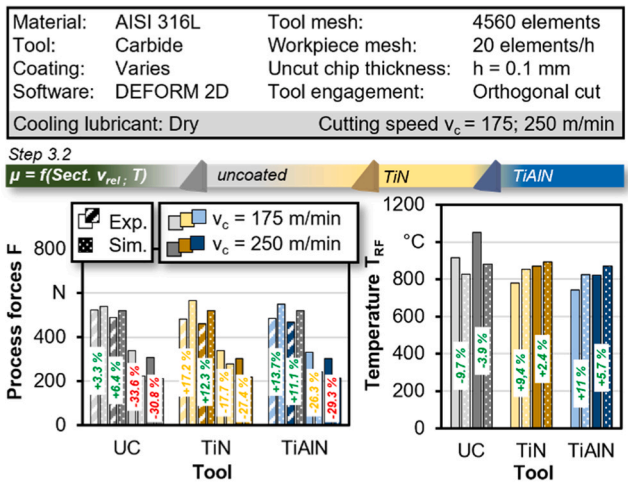 Material: AISI 316L Tool mesh: 4560 elements
Tool: Carbide Workpiece mesh: 20 elements/h
Coating: Varies Uncut chip thickness: h = 0.1 mm
Software: DEFORM 2D Tool engagement: Orthogonal cut
Cooling lubricant: Dry Cutting speed vc = 175; 250 m/min
Step 3.2
µ = f(Sect. vrel ; T) uncoated TiN TiAlN
Exp. vc = 175 m/min
Sim. vc = 250 m/min
Process forces F
800
N
400
200
0
+3.3 %
+6.4 %
-33.6 %
-30.8 %
+17.2 %
+12.3 %
-17.7 %
-27.4 %
+13.7%
+11.1 %
-26.3 %
-29.3 %
UC TiN TiAlN
Tool
Temperature TRF
1200
°C
800
600
400
200
0
-9.7 %
-3.9 %
+9,4 %
+2.4 %
+11 %
+5.7 %
UC TiN TiAlN
Tool